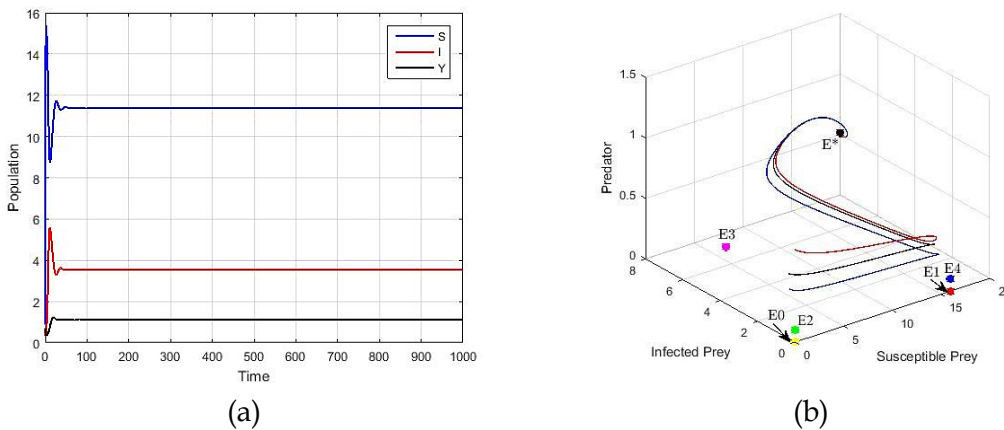 16
14
12
10
8
6
4
2
0
Population
0 100 200 300 400 500 600 700 800 900 1000
Time
S
I
Y
(a)
1.5
1
0.5
0
Predator
8
6
4
2
0
Infected Prey
0
5
10
15
2
Susceptible Prey
E*
E3
E1 E4
E0 E2
(b)